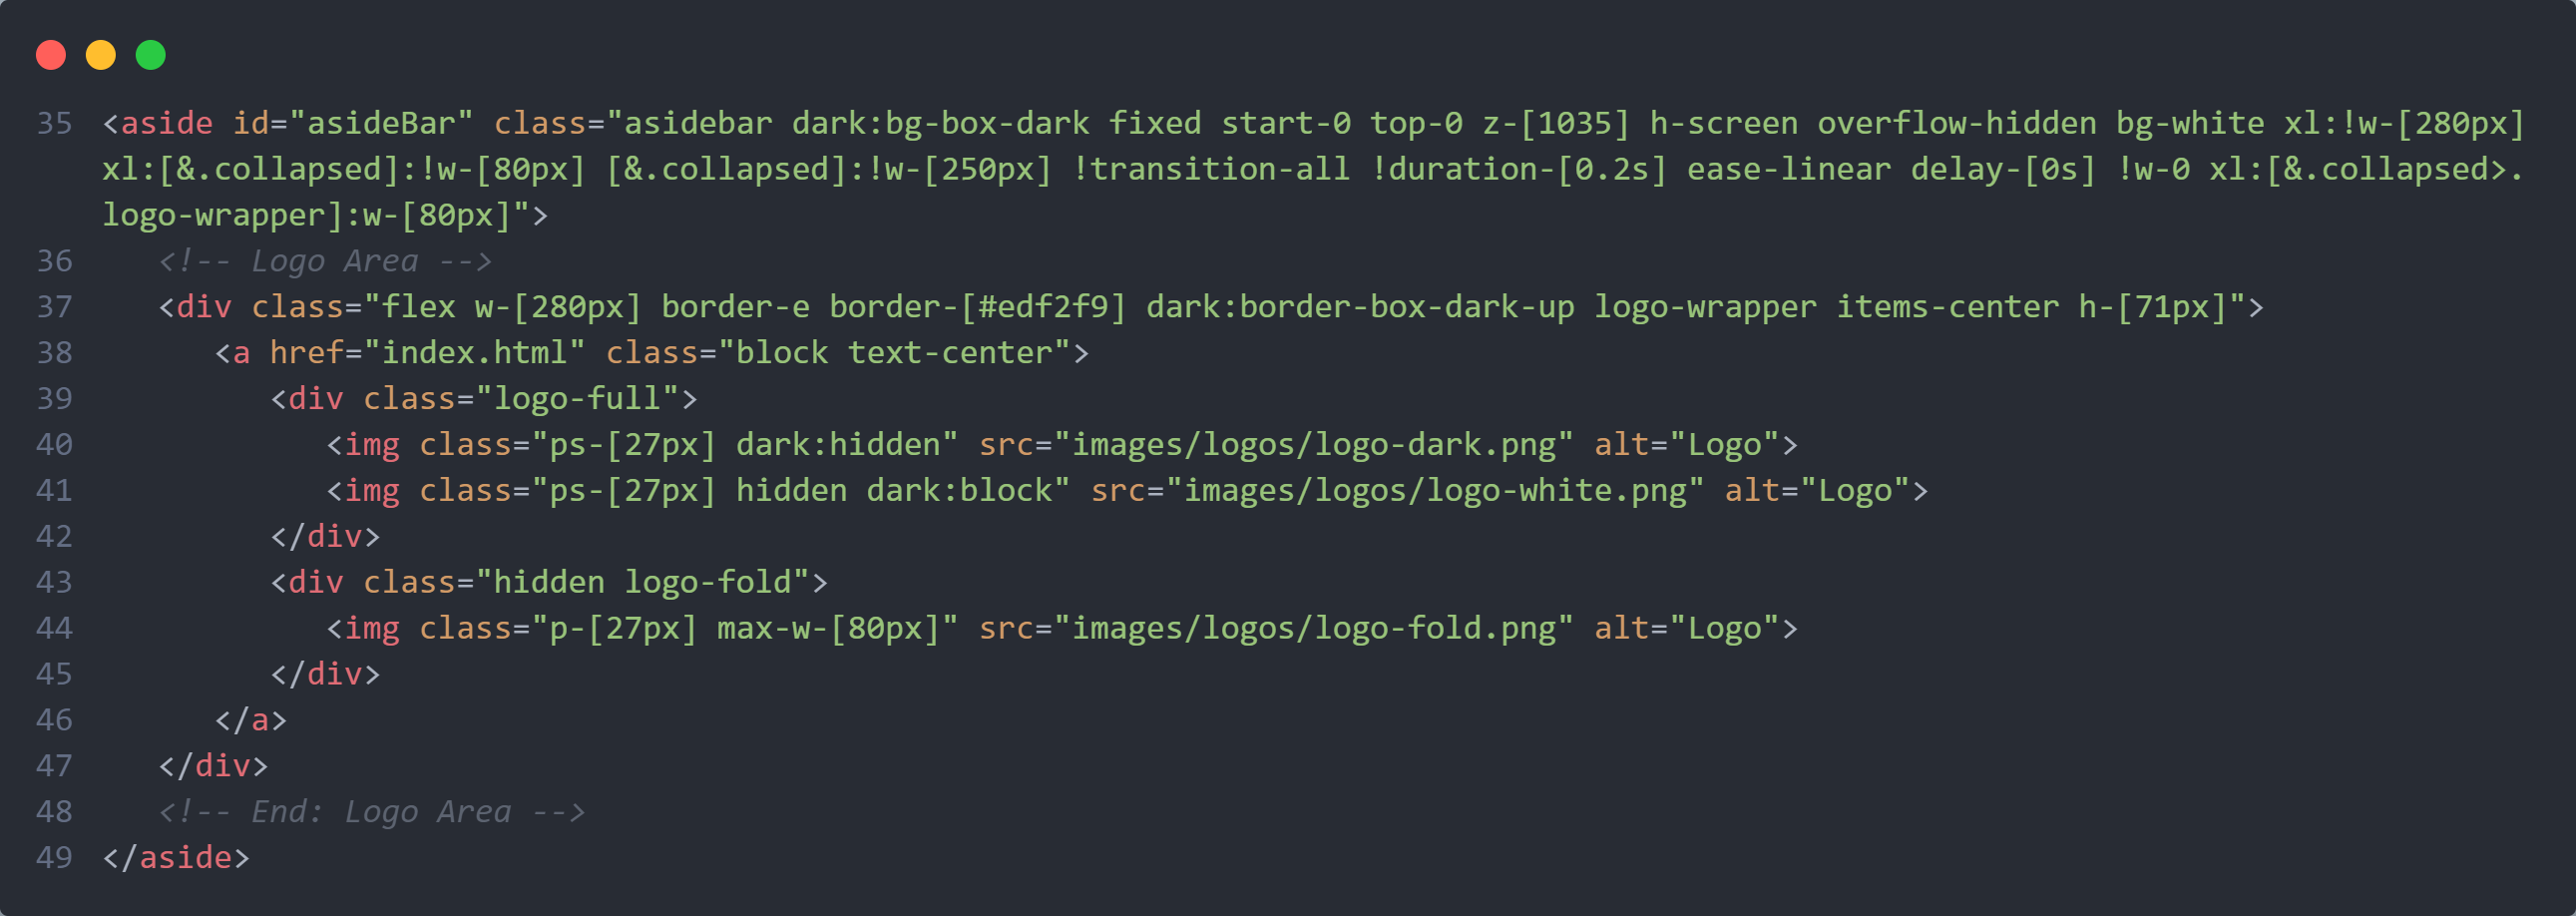 35 <aside id="asideBar" class="asidebar dark:bg-box-dark fixed start-0 top-0 z-[1035] h-screen overflow-hidden bg-white xl:!w-[280px]
xl:[&.collapsed]:!w-[80px] [&.collapsed]:!w-[250px] !transition-all !duration-[0.2s] ease-linear delay-[0s] !w-0 xl:[&.collapsed>.
logo-wrapper]:w-[80px]">
36    <!-- Logo Area -->
37    <div class="flex w-[280px] border-e border-[#edf2f9] dark:border-box-dark-up logo-wrapper items-center h-[71px]">
38       <a href="index.html" class="block text-center">
39          <div class="logo-full">
40             <img class="ps-[27px] dark:hidden" src="images/logos/logo-dark.png" alt="Logo">
41             <img class="ps-[27px] hidden dark:block" src="images/logos/logo-white.png" alt="Logo">
42          </div>
43          <div class="hidden logo-fold">
44             <img class="p-[27px] max-w-[80px]" src="images/logos/logo-fold.png" alt="Logo">
45          </div>
46       </a>
47    </div>
48    <!-- End: Logo Area -->
49 </aside>